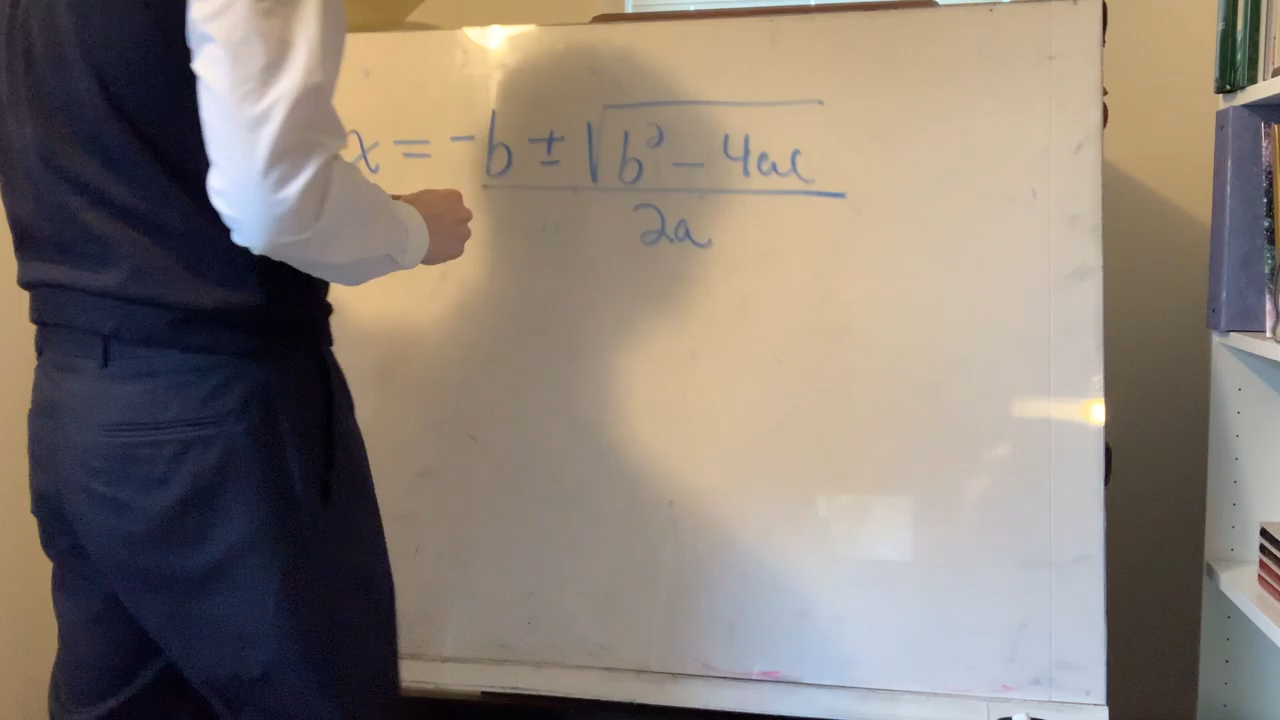 x = -b ± √b² - 4ac
2a